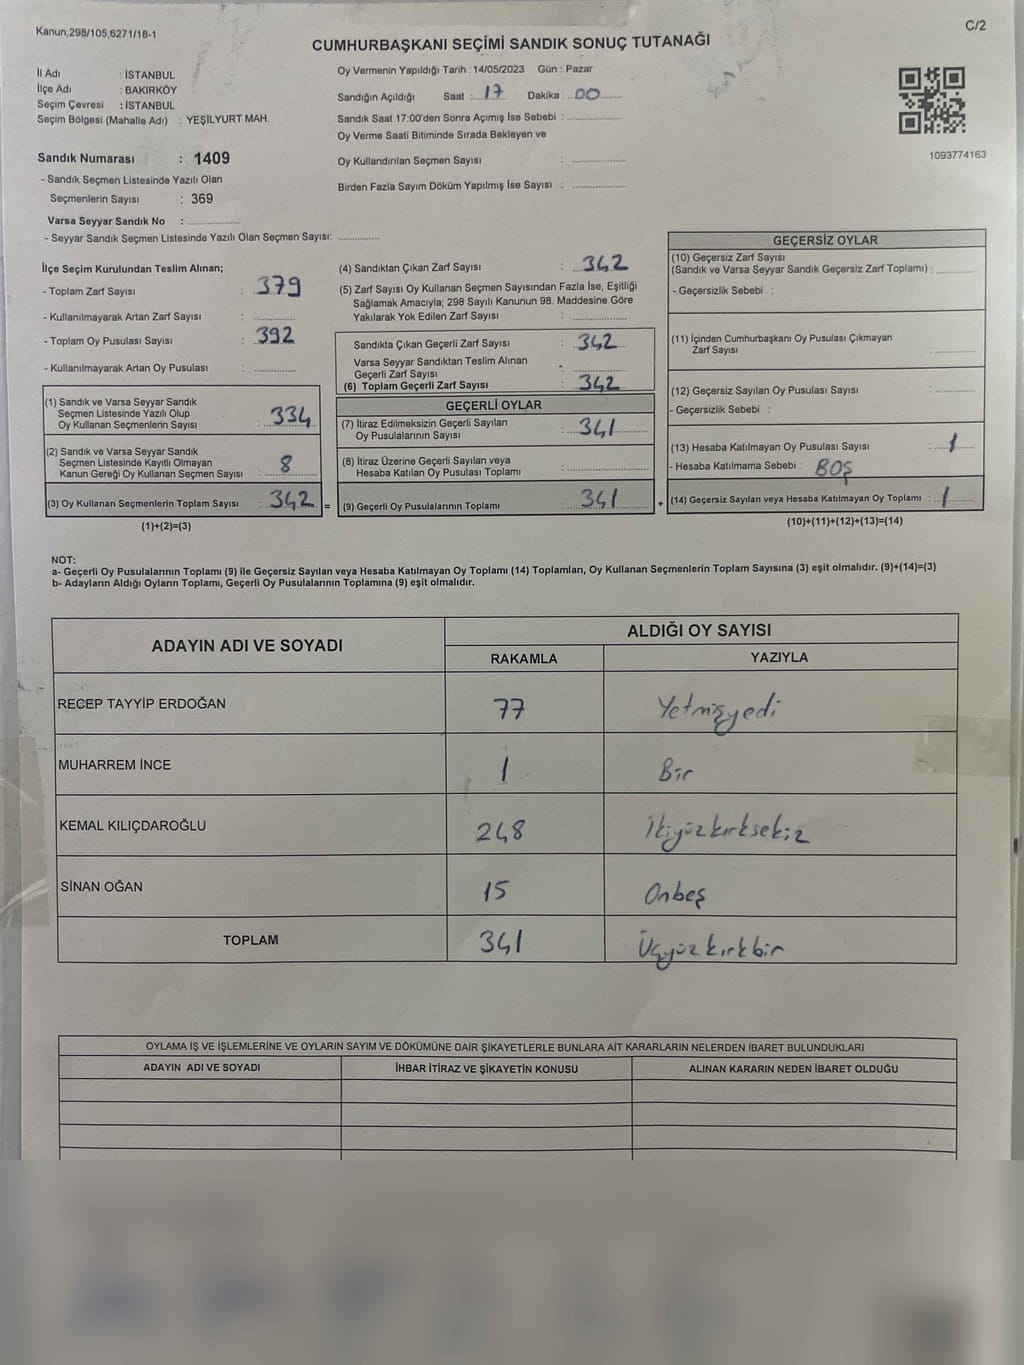 Kanun;298/105,6271/18-1
C/2
CUMHURBAŞKANI SEÇİMİ SANDIK SONUÇ TUTANAĞI
İl Adı : İSTANBUL
İlçe Adı : BAKIRKÖY
Seçim Çevresi : İSTANBUL
Seçim Bölgesi (Mahalle Adı) : YEŞİLYURT MAH.
Sandık Numarası : 1409
- Sandık Seçmen Listesinde Yazılı Olan
Seçmenlerin Sayısı : 369
Varsa Seyyar Sandık No : ............
- Seyyar Sandık Seçmen Listesinde Yazılı Olan Seçmen Sayısı: ............
Oy Vermenin Yapıldığı Tarih : 14/05/2023 Gün : Pazar
Sandığın Açıldığı Saat : 17 Dakika : 00
Sandık Saat 17:00'den Sonra Açımış İse Sebebi : ............
Oy Verme Saati Bitiminde Sırada Bekleyen ve
Oy Kullandırılan Seçmen Sayısı : ............
Birden Fazla Sayım Döküm Yapılmış İse Sayısı : ............
1093774163
İlçe Seçim Kurulundan Teslim Alınan;
- Toplam Zarf Sayısı : 379
- Kullanılmayarak Artan Zarf Sayısı : ............
- Toplam Oy Pusulası Sayısı : 392
- Kullanılmayarak Artan Oy Pusulası : ............
(1) Sandık ve Varsa Seyyar Sandık
Seçmen Listesinde Yazılı Olup
Oy Kullanan Seçmenlerin Sayısı : 334
(2) Sandık ve Varsa Seyyar Sandık
Seçmen Listesinde Kayıtlı Olmayan
Kanun Gereği Oy Kullanan Seçmen Sayısı : 8
(3) Oy Kullanan Seçmenlerin Toplam Sayısı : 342 =
(1)+(2)=(3)
(4) Sandıktan Çıkan Zarf Sayısı : 342
(5) Zarf Sayısı Oy Kullanan Seçmen Sayısından Fazla İse, Eşitliği
Sağlamak Amacıyla; 298 Sayılı Kanunun 98. Maddesine Göre
Yakılarak Yok Edilen Zarf Sayısı : ............
Sandıkta Çıkan Geçerli Zarf Sayısı : 342
Varsa Seyyar Sandıktan Teslim Alınan
Geçerli Zarf Sayısı : ............
(6) Toplam Geçerli Zarf Sayısı : 342
GEÇERLİ OYLAR
(7) İtiraz Edilmeksizin Geçerli Sayılan
Oy Pusulalarının Sayısı : 341
(8) İtiraz Üzerine Geçerli Sayılan veya
Hesaba Katılan Oy Pusulası Toplamı : ............
(9) Geçerli Oy Pusulalarının Toplamı : 341 +
GEÇERSİZ OYLAR
(10) Geçersiz Zarf Sayısı
(Sandık ve Varsa Seyyar Sandık Geçersiz Zarf Toplamı) : ............
- Geçersizlik Sebebi :
(11) İçinden Cumhurbaşkanı Oy Pusulası Çıkmayan
Zarf Sayısı : ............
(12) Geçersiz Sayılan Oy Pusulası Sayısı : ............
- Geçersizlik Sebebi :
(13) Hesaba Katılmayan Oy Pusulası Sayısı : 1
- Hesaba Katılmama Sebebi : BOŞ
(14) Geçersiz Sayılan veya Hesaba Katılmayan Oy Toplamı : 1
(10)+(11)+(12)+(13)=(14)
NOT:
a- Geçerli Oy Pusulalarının Toplamı (9) ile Geçersiz Sayılan veya Hesaba Katılmayan Oy Toplamı (14) Toplamları, Oy Kullanan Seçmenlerin Toplam Sayısına (3) eşit olmalıdır. (9)+(14)=(3)
b- Adayların Aldığı Oyların Toplamı, Geçerli Oy Pusulalarının Toplamına (9) eşit olmalıdır.
ADAYIN ADI VE SOYADI ALDIĞI OY SAYISI
RAKAMLA YAZIYLA
RECEP TAYYİP ERDOĞAN 77 Yetmişyedi
MUHARREM İNCE 1 Bir
KEMAL KILIÇDAROĞLU 248 İkiyüzkırksekiz
SİNAN OĞAN 15 Onbeş
TOPLAM 341 Üçyüzkırkbir
OYLAMA İŞ VE İŞLEMLERİNE VE OYLARIN SAYIM VE DÖKÜMÜNE DAİR ŞİKAYETLERLE BUNLARA AİT KARARLARIN NELERDEN İBARET BULUNDUKLARI
ADAYIN ADI VE SOYADI İHBAR İTİRAZ VE ŞİKAYETİN KONUSU ALINAN KARARIN NEDEN İBARET OLDUĞU